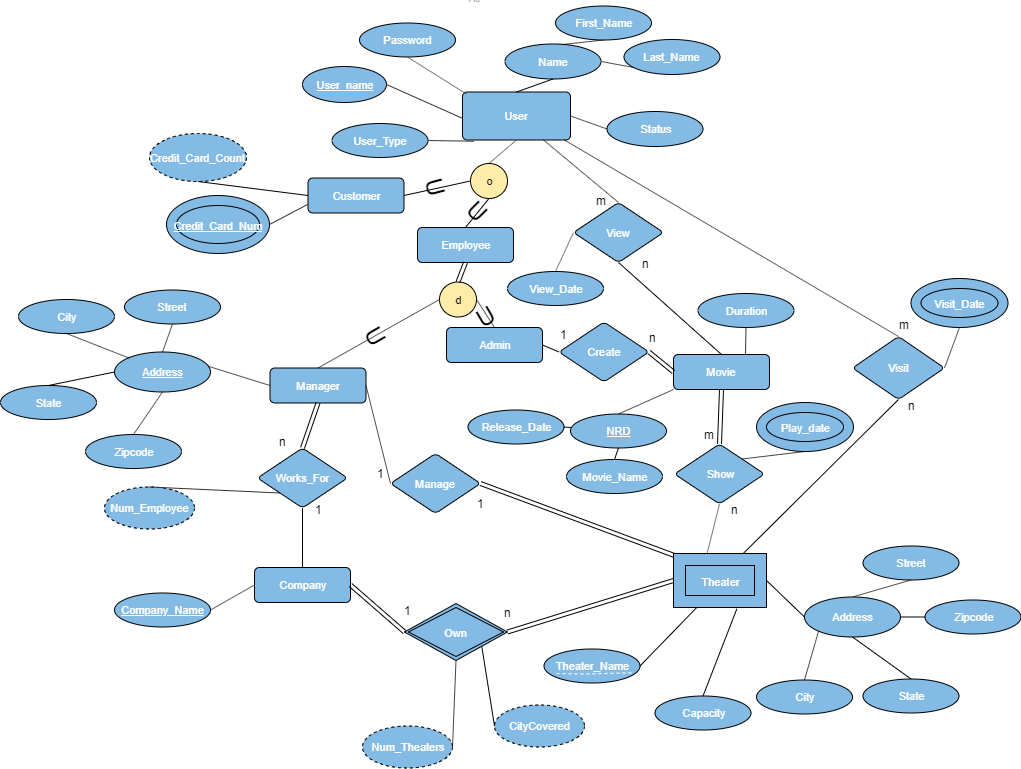 First_Name
Password
Name
Last_Name
User_name
User
Status
User_Type
Credit_Card_Count
o
Customer
m
Credit_Card_Num
View
Employee
n
View_Date
d
Visit_Date
City
Street
Duration
m
Admin
1
Create
n
Address
Manager
Movie
Visit
State
n
Release_Date
NRD
Play_date
m
n
Zipcode
1
Manage
Movie_Name
Show
Works_For
1
1
n
Num_Employee
Street
Company
Theater
Company_Name
1
n
Address
Zipcode
Own
Theater_Name
City
State
Capacity
CityCovered
Num_Theaters